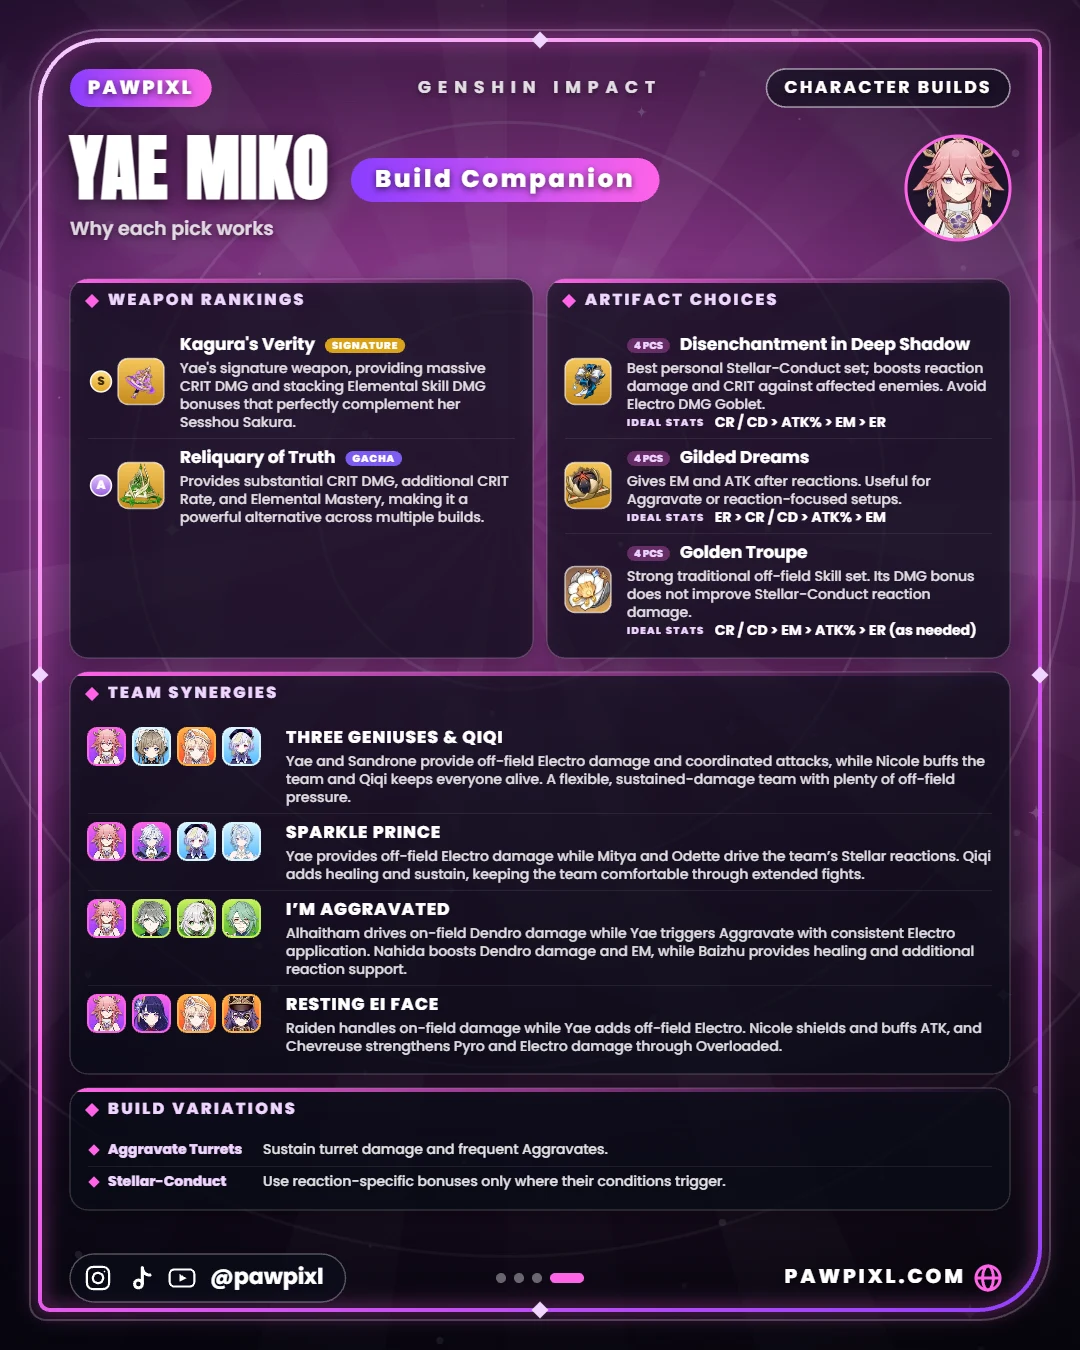 PAWPIXL
GENSHIN IMPACT
CHARACTER BUILDS
YAE MIKO
Build Companion
Why each pick works
WEAPON RANKINGS
S
Kagura's Verity SIGNATURE
Yae's signature weapon, providing massive
CRIT DMG and stacking Elemental Skill DMG
bonuses that perfectly complement her
Sesshou Sakura.
A
Reliquary of Truth GACHA
Provides substantial CRIT DMG, additional CRIT
Rate, and Elemental Mastery, making it a
powerful alternative across multiple builds.
ARTIFACT CHOICES
4 PCS Disenchantment in Deep Shadow
Best personal Stellar-Conduct set; boosts reaction
damage and CRIT against affected enemies. Avoid
Electro DMG Goblet.
IDEAL STATS CR / CD > ATK% > EM > ER
4 PCS Gilded Dreams
Gives EM and ATK after reactions. Useful for
Aggravate or reaction-focused setups.
IDEAL STATS ER > CR / CD > ATK% > EM
4 PCS Golden Troupe
Strong traditional off-field Skill set. Its DMG bonus
does not improve Stellar-Conduct reaction
damage.
IDEAL STATS CR / CD > EM > ATK% > ER (as needed)
TEAM SYNERGIES
THREE GENIUSES & QIQI
Yae and Sandrone provide off-field Electro damage and coordinated attacks, while Nicole buffs the
team and Qiqi keeps everyone alive. A flexible, sustained-damage team with plenty of off-field
pressure.
SPARKLE PRINCE
Yae provides off-field Electro damage while Mitya and Odette drive the team's Stellar reactions. Qiqi
adds healing and sustain, keeping the team comfortable through extended fights.
I'M AGGRAVATED
Alhaitham drives on-field Dendro damage while Yae triggers Aggravate with consistent Electro
application. Nahida boosts Dendro damage and EM, while Baizhu provides healing and additional
reaction support.
RESTING EI FACE
Raiden handles on-field damage while Yae adds off-field Electro. Nicole shields and buffs ATK, and
Chevreuse strengthens Pyro and Electro damage through Overloaded.
BUILD VARIATIONS
Aggravate Turrets Sustain turret damage and frequent Aggravates.
Stellar-Conduct Use reaction-specific bonuses only where their conditions trigger.
@pawpixl
PAWPIXL.COM